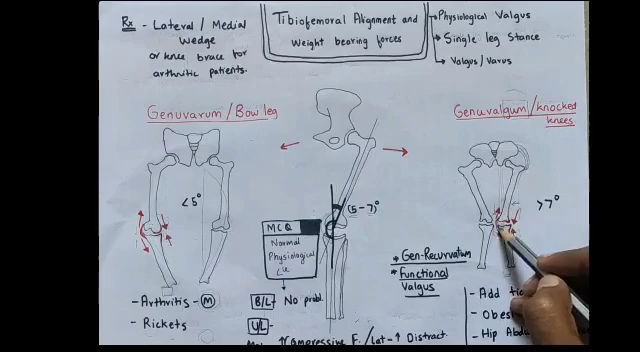 Rx - Lateral / Medial
Wedge
or knee brace for
arthritic patients.
Tibiofemoral Alignment and
Weight bearing forces
Physiological Valgus
Single leg Stance
Valgus / Varus
Genuvarum / Bow leg
Genuvalgum / knocked
knees
<5°
(5-7)°
>7°
MCQ
Normal
Physiological
Gen-Recurvatum
Functional
Valgus
- Arthritis - M
- Rickets
B/L → No probl.
U/L
↑ Compressive F. / Lat - ↑ Distract.
- Add
- Obes
- Hip Abdu